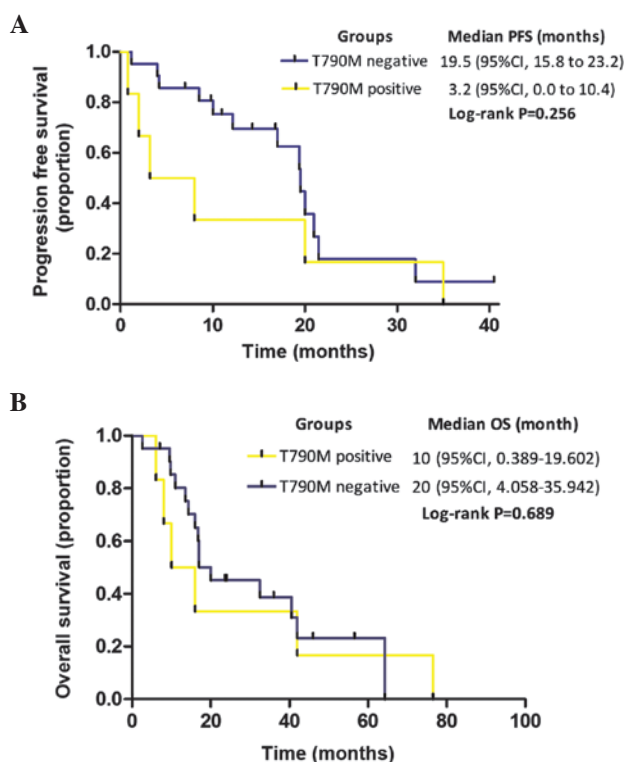 A
Groups Median PFS (months)
T790M negative 19.5 (95%CI, 15.8 to 23.2)
T790M positive 3.2 (95%CI, 0.0 to 10.4)
Log-rank P=0.256
Progression free survival
(proportion)
1.0
0.8
0.6
0.4
0.2
0.0
0 10 20 30 40
Time (months)
B
Groups Median OS (month)
T790M positive 10 (95%CI, 0.389-19.602)
T790M negative 20 (95%CI, 4.058-35.942)
Log-rank P=0.689
Overall survival (proportion)
1.0
0.8
0.6
0.4
0.2
0.0
0 20 40 60 80 100
Time (months)